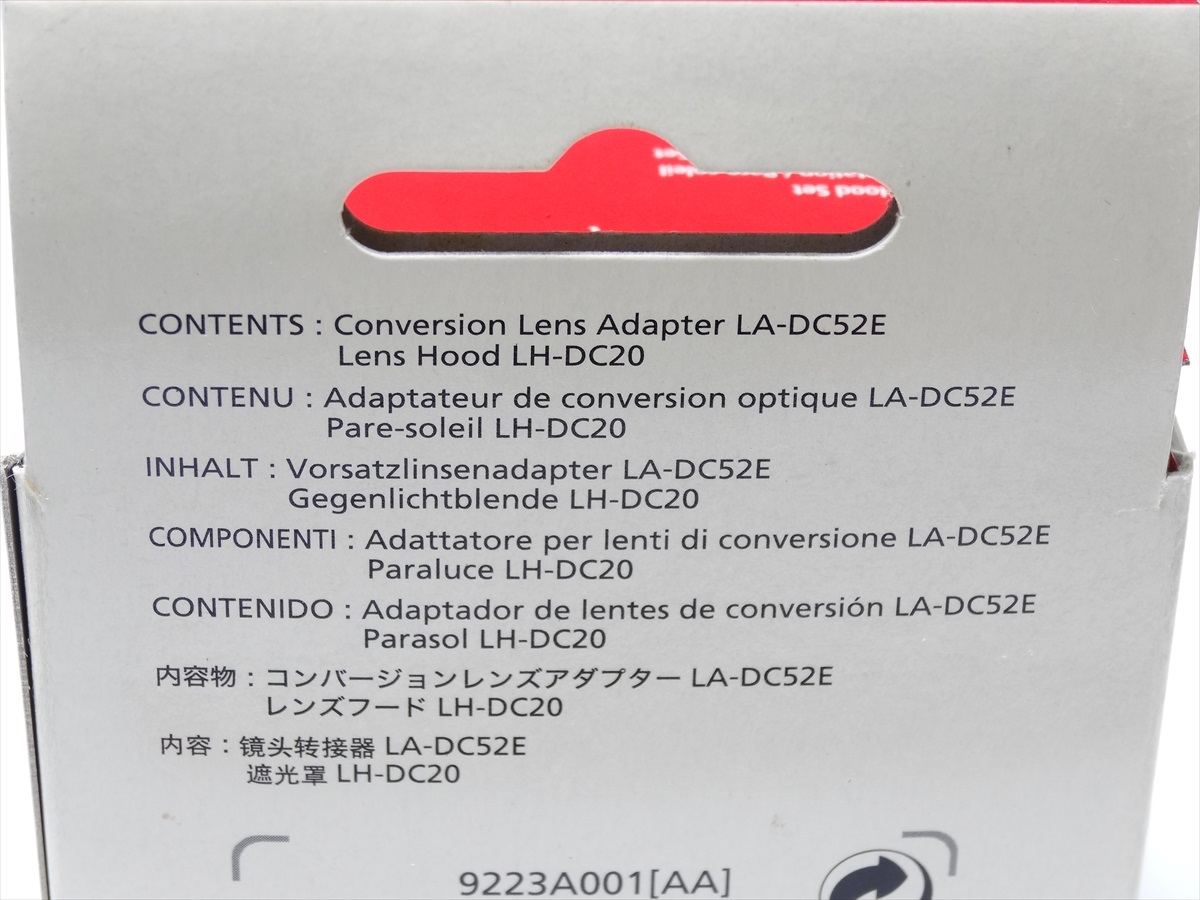 Set
Hood Set
CONTENTS : Conversion Lens Adapter LA-DC52E
Lens Hood LH-DC20
CONTENU : Adaptateur de conversion optique LA-DC52E
Pare-soleil LH-DC20
INHALT : Vorsatzlinsenadapter LA-DC52E
Gegenlichtblende LH-DC20
COMPONENTI : Adattatore per lenti di conversione LA-DC52E
Paraluce LH-DC20
CONTENIDO : Adaptador de lentes de conversión LA-DC52E
Parasol LH-DC20
内容物 : コンバージョンレンズアダプター LA-DC52E
レンズフード LH-DC20
内容 : 镜头转接器 LA-DC52E
遮光罩 LH-DC20
9223A001[AA]